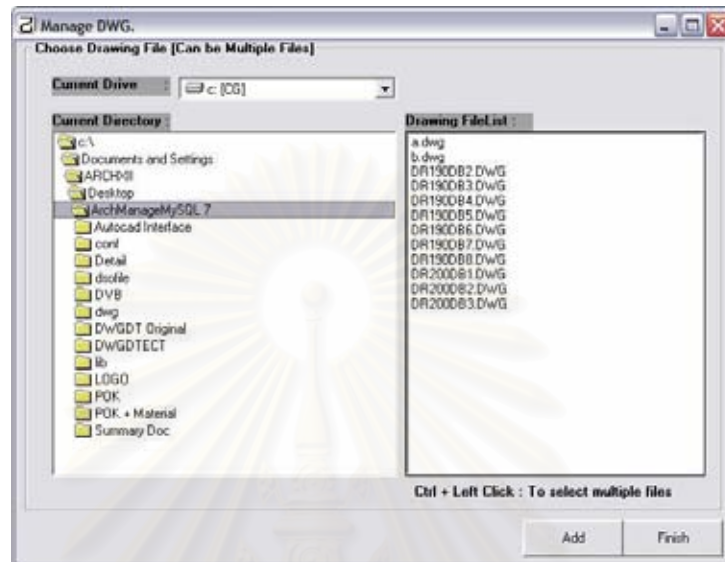 Manage DWG.
Choose Drawing File [Can be Multiple Files]
Current Drive :
c: [CG]
Current Directory :
c:\
Documents and Settings
ARCHXII
Desktop
ArchManageMySQL 7
Autocad Interface
conf
Detail
dsofile
DVB
dwg
DWGDT Original
DWGDTECT
lib
LOGO
POK
POK + Material
Summary Doc
Drawing FileList :
a.dwg
b.dwg
DR190DB2.DWG
DR190DB3.DWG
DR190DB4.DWG
DR190DB5.DWG
DR190DB6.DWG
DR190DB7.DWG
DR190DB8.DWG
DR200DB1.DWG
DR200DB2.DWG
DR200DB3.DWG
Ctrl + Left Click : To select multiple files
Add
Finish